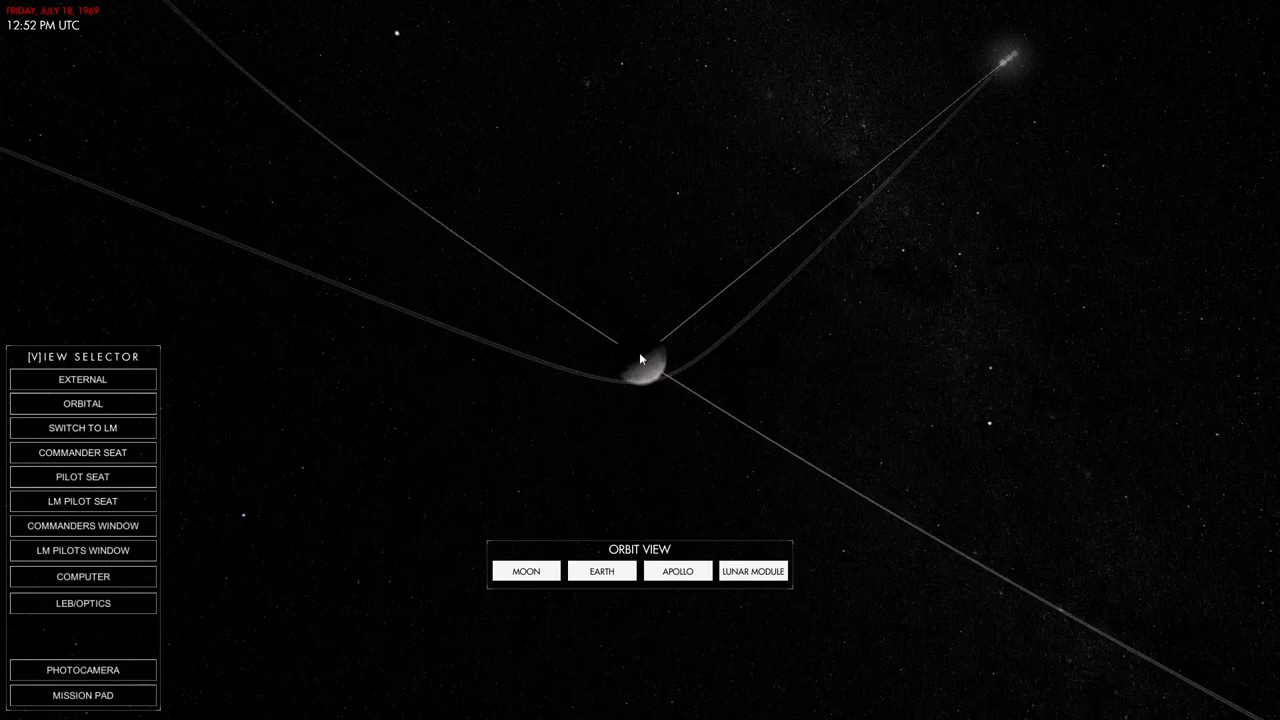 FRIDAY, JULY 18, 1969
12:52 PM UTC
[V]IEW SELECTOR
EXTERNAL
ORBITAL
SWITCH TO LM
COMMANDER SEAT
PILOT SEAT
LM PILOT SEAT
COMMANDERS WINDOW
LM PILOTS WINDOW
COMPUTER
LEB/OPTICS
PHOTOCAMERA
MISSION PAD
ORBIT VIEW
MOON EARTH APOLLO LUNAR MODULE